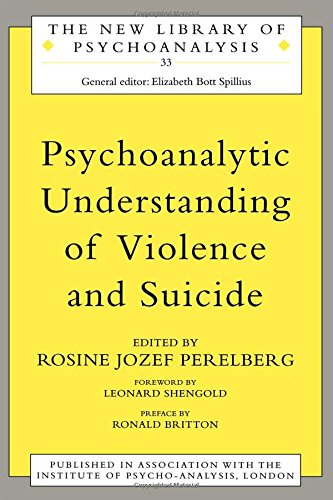 THE NEW LIBRARY OF
PSYCHOANALYSIS
33
General editor: Elizabeth Bott Spillius
Psychoanalytic
Understanding
of Violence
and Suicide
EDITED BY
ROSINE JOZEF PERELBERG
FOREWORD BY
LEONARD SHENGOLD
PREFACE BY
RONALD BRITTON
PUBLISHED IN ASSOCIATION WITH THE
INSTITUTE OF PSYCHO-ANALYSIS, LONDON